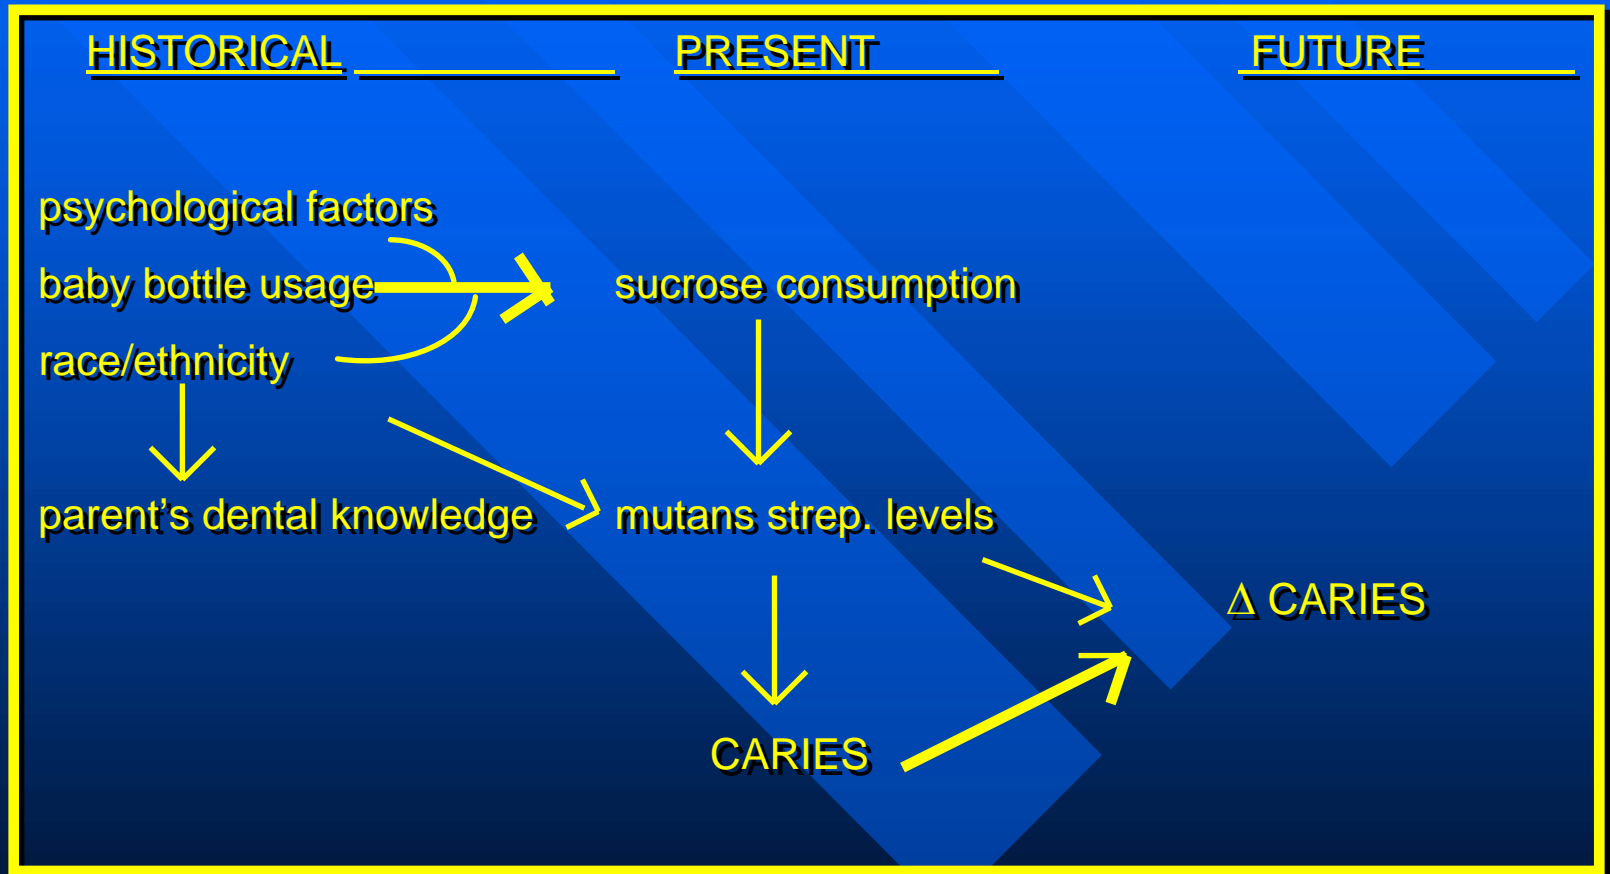 HISTORICAL PRESENT FUTURE
psychological factors
baby bottle usage sucrose consumption
race/ethnicity
parent’s dental knowledge mutans strep. levels
Δ CARIES
CARIES